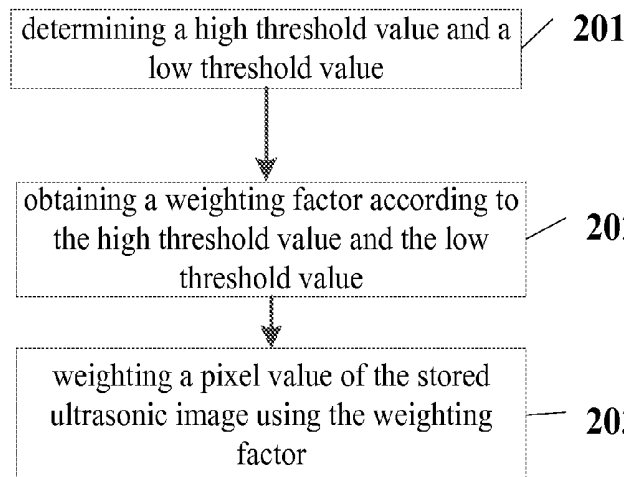 determining a high threshold value and a 201
low threshold value
obtaining a weighting factor according to
the high threshold value and the low
threshold value
weighting a pixel value of the stored
ultrasonic image using the weighting
factor